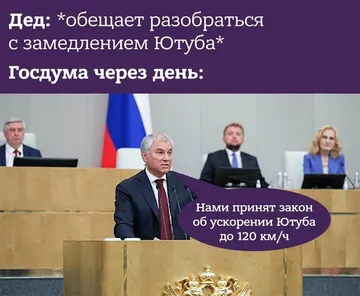 Дед: *обещает разобраться
с замедлением Ютуба*
Госдума через день:
Нами принят закон
об ускорении Ютуба
до 120 км/ч